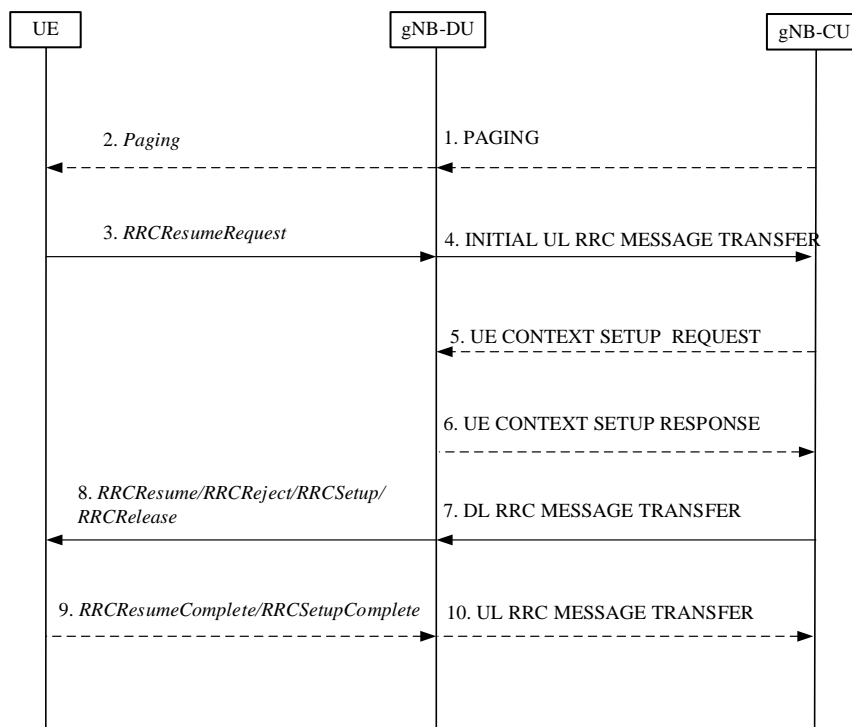 UE
gNB-DU
gNB-CU
2. Paging
1. PAGING
3. RRCResumeRequest
4. INITIAL UL RRC MESSAGE TRANSFER
5. UE CONTEXT SETUP REQUEST
6. UE CONTEXT SETUP RESPONSE
8. RRCResume/RRCReject/RRCSetup/
RRCRelease
7. DL RRC MESSAGE TRANSFER
9. RRCResumeComplete/RRCSetupComplete
10. UL RRC MESSAGE TRANSFER